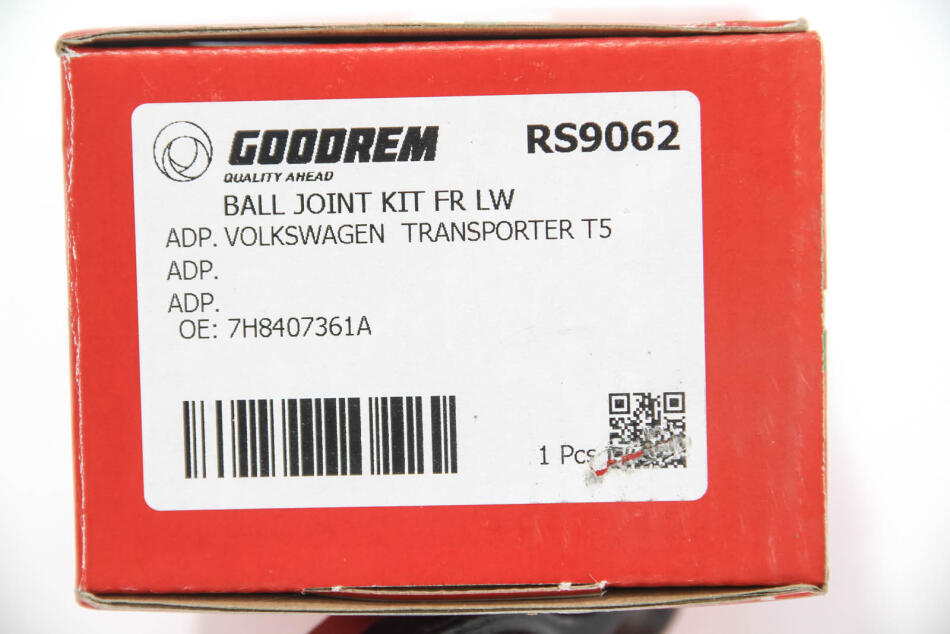 GOODREM
RS9062
QUALITY AHEAD
BALL JOINT KIT FR LW
ADP. VOLKSWAGEN TRANSPORTER T5
ADP.
ADP.
OE: 7H8407361A
1 Pcs